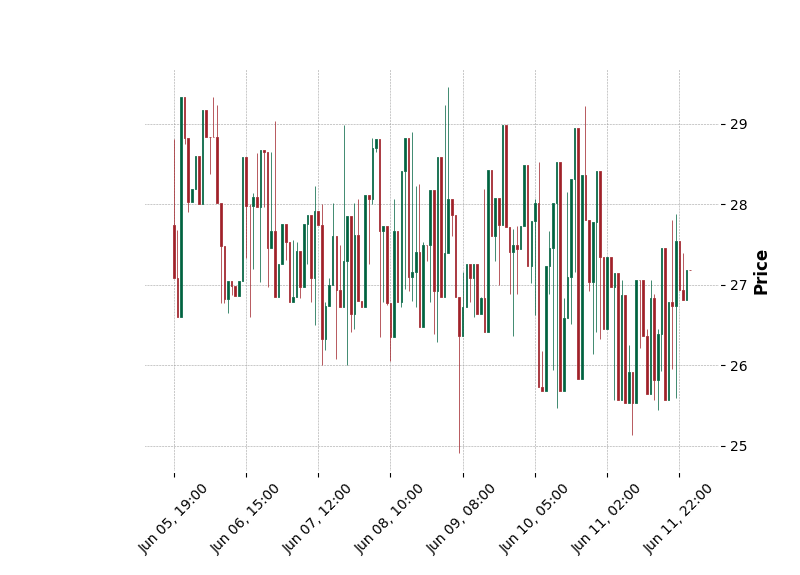 29
28
27
26
25
Price
Jun 05, 19:00
Jun 06, 15:00
Jun 07, 12:00
Jun 08, 10:00
Jun 09, 08:00
Jun 10, 05:00
Jun 11, 02:00
Jun 11, 22:00